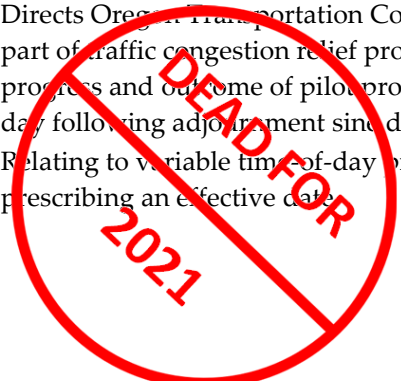 Directs Oregon Transportation Co
part of traffic congestion relief pro
progress and outcome of pilot pro
day following adjournment sine d
Relating to variable time-of-day p
prescribing an effective date.
DEAD FOR
2021